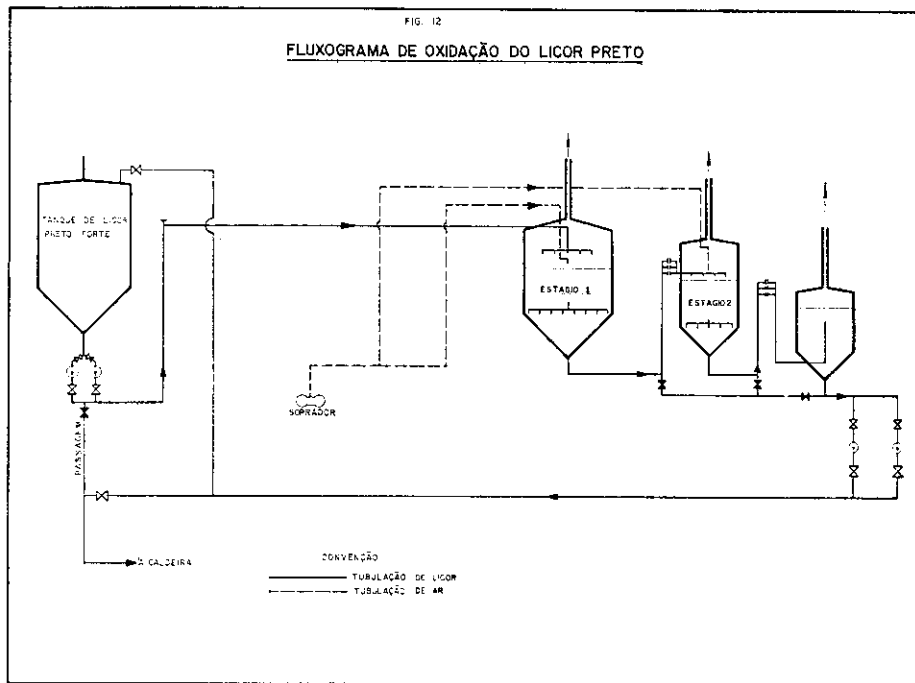 FIG. 12
FLUXOGRAMA DE OXIDAÇÃO DO LICOR PRETO
TANQUE DE LICOR
PRETO FORTE
ESTAGIO 1
ESTAGIO 2
SOPRADOR
PASSAGEM
À CALDEIRA
CONVENÇÃO
TUBULAÇÃO DE LICOR
TUBULAÇÃO DE AR